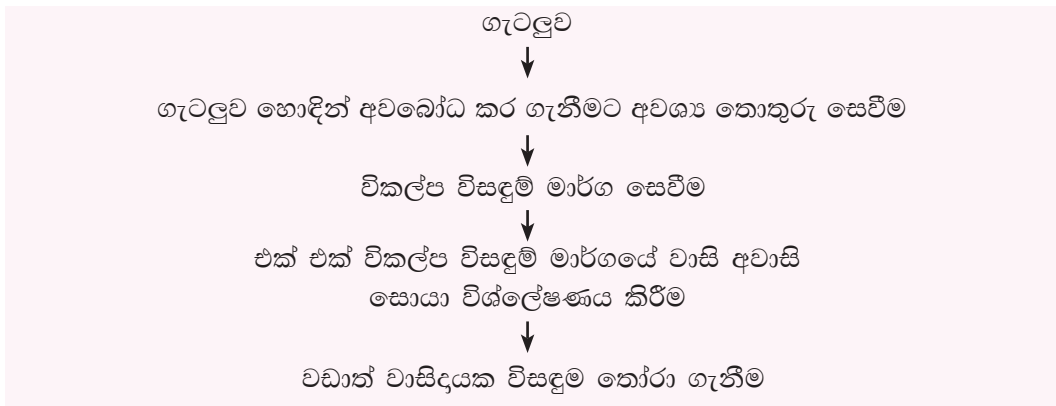 ගැටලුව
ගැටලුව හොඳින් අවබෝධ කර ගැනීමට අවශ්‍ය තොතුරු සෙවීම
විකල්ප විසඳුම් මාර්ග සෙවීම
එක් එක් විකල්ප විසඳුම් මාර්ගයේ වාසි අවාසි
සොයා විශ්ලේෂණය කිරීම
වඩාත් වාසිදායක විසඳුම තෝරා ගැනීම